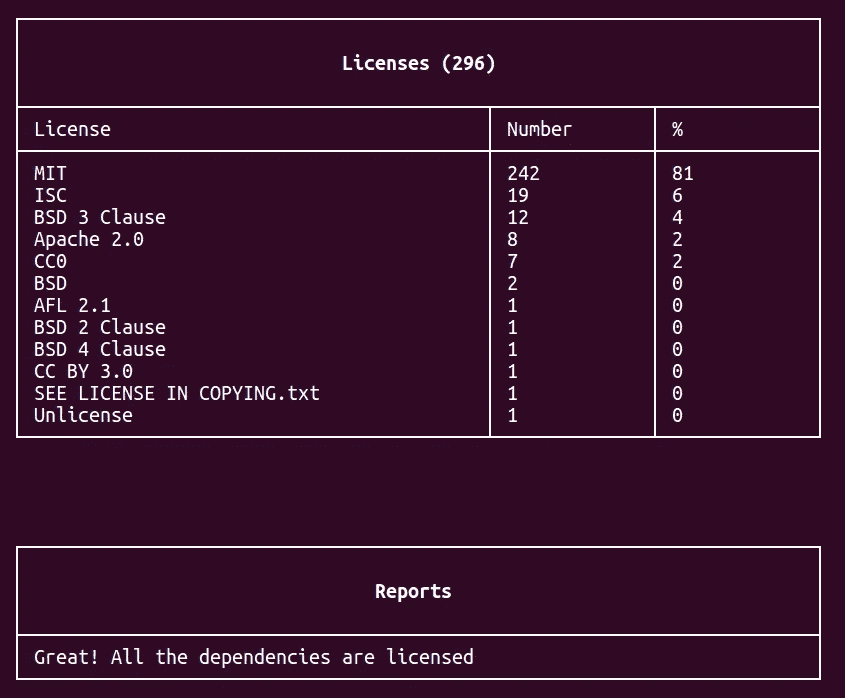 Licenses (296)
License Number %
MIT 242 81
ISC 19 6
BSD 3 Clause 12 4
Apache 2.0 8 2
CC0 7 2
BSD 2 0
AFL 2.1 1 0
BSD 2 Clause 1 0
BSD 4 Clause 1 0
CC BY 3.0 1 0
SEE LICENSE IN COPYING.txt 1 0
Unlicense 1 0
Reports
Great! All the dependencies are licensed